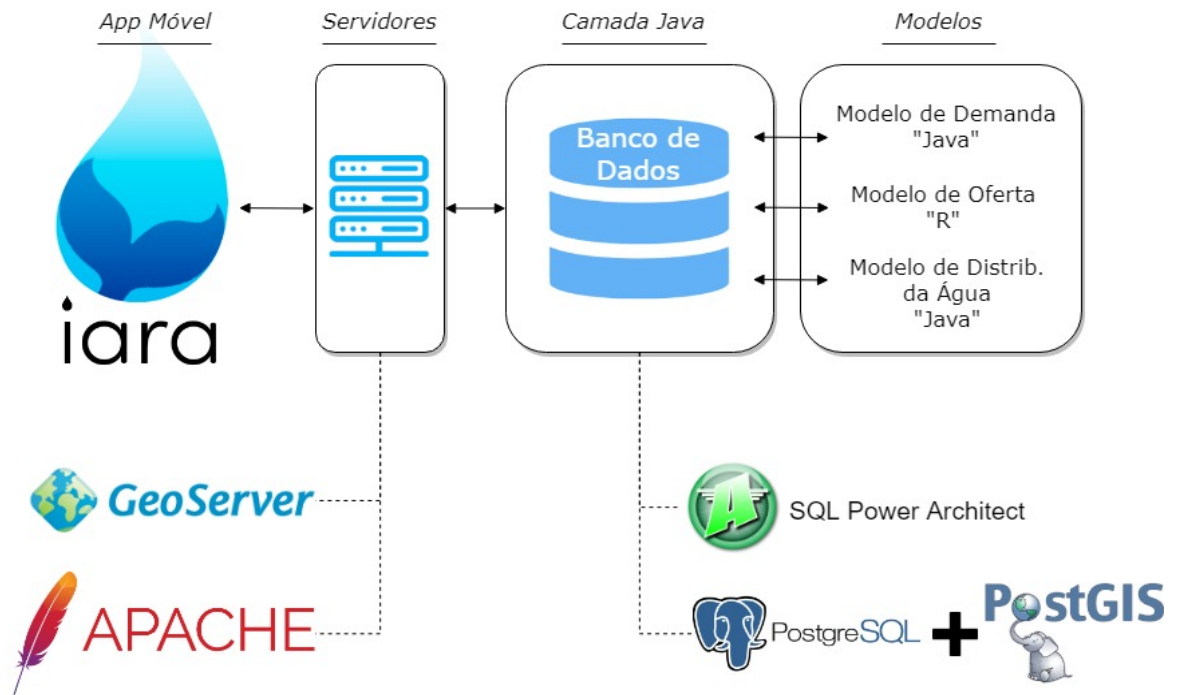 App Móvel
Servidores
Camada Java
Modelos
iara
Banco de
Dados
Modelo de Demanda
"Java"
Modelo de Oferta
"R"
Modelo de Distrib.
da Água
"Java"
GeoServer
APACHE
SQL Power Architect
PostgreSQL
PostGIS